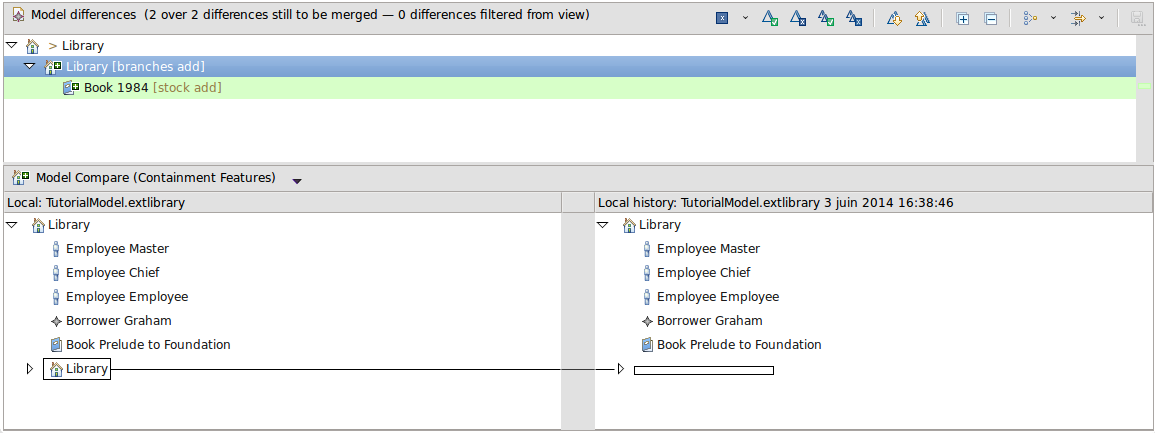 Model differences (2 over 2 differences still to be merged — 0 differences filtered from view)
> Library
Library [branches add]
Book 1984 [stock add]
Model Compare (Containment Features)
Local: TutorialModel.extlibrary
Local history: TutorialModel.extlibrary 3 juin 2014 16:38:46
Library
Library
Employee Master
Employee Master
Employee Chief
Employee Chief
Employee Employee
Employee Employee
Borrower Graham
Borrower Graham
Book Prelude to Foundation
Book Prelude to Foundation
Library